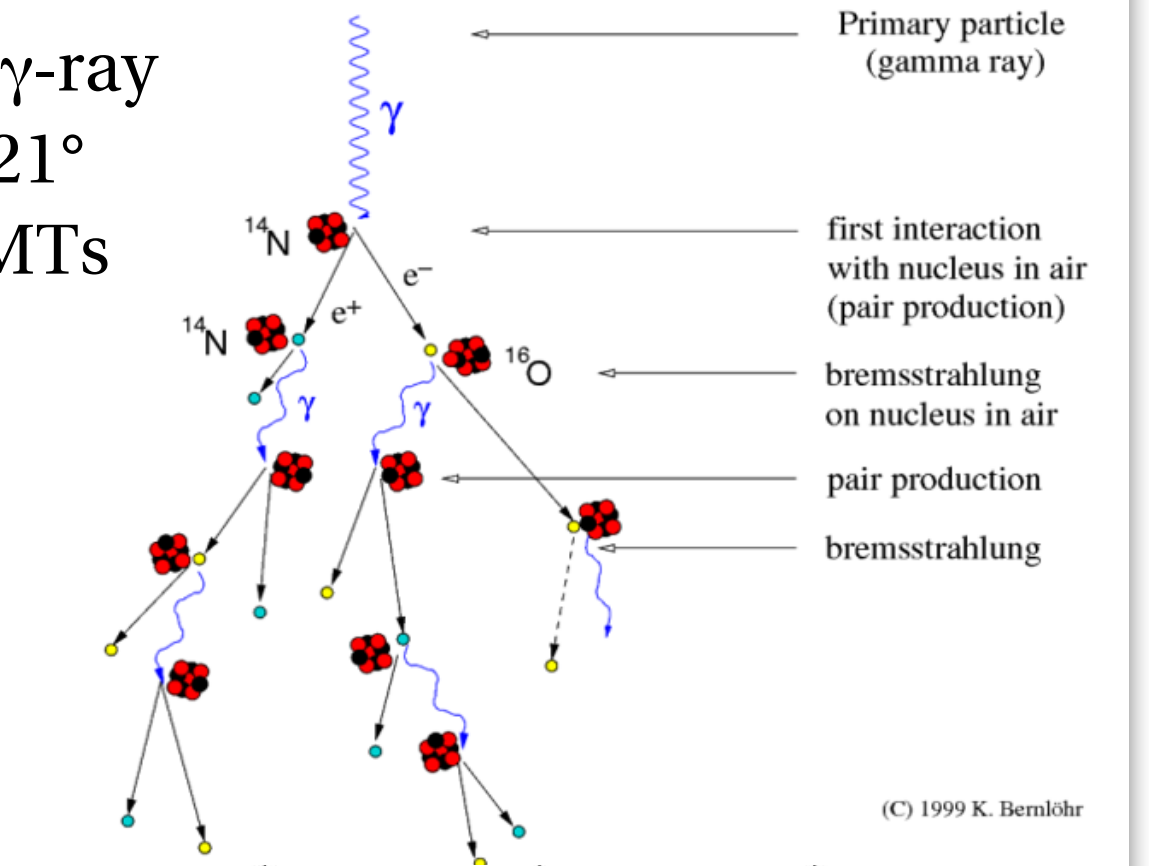 γ-ray
21°
MTs
Primary particle
(gamma ray)
γ
¹⁴N
first interaction
with nucleus in air
(pair production)
e⁻
e⁺
¹⁴N
¹⁶O
bremsstrahlung
on nucleus in air
γ
γ
pair production
bremsstrahlung
(C) 1999 K. Bernlöhr